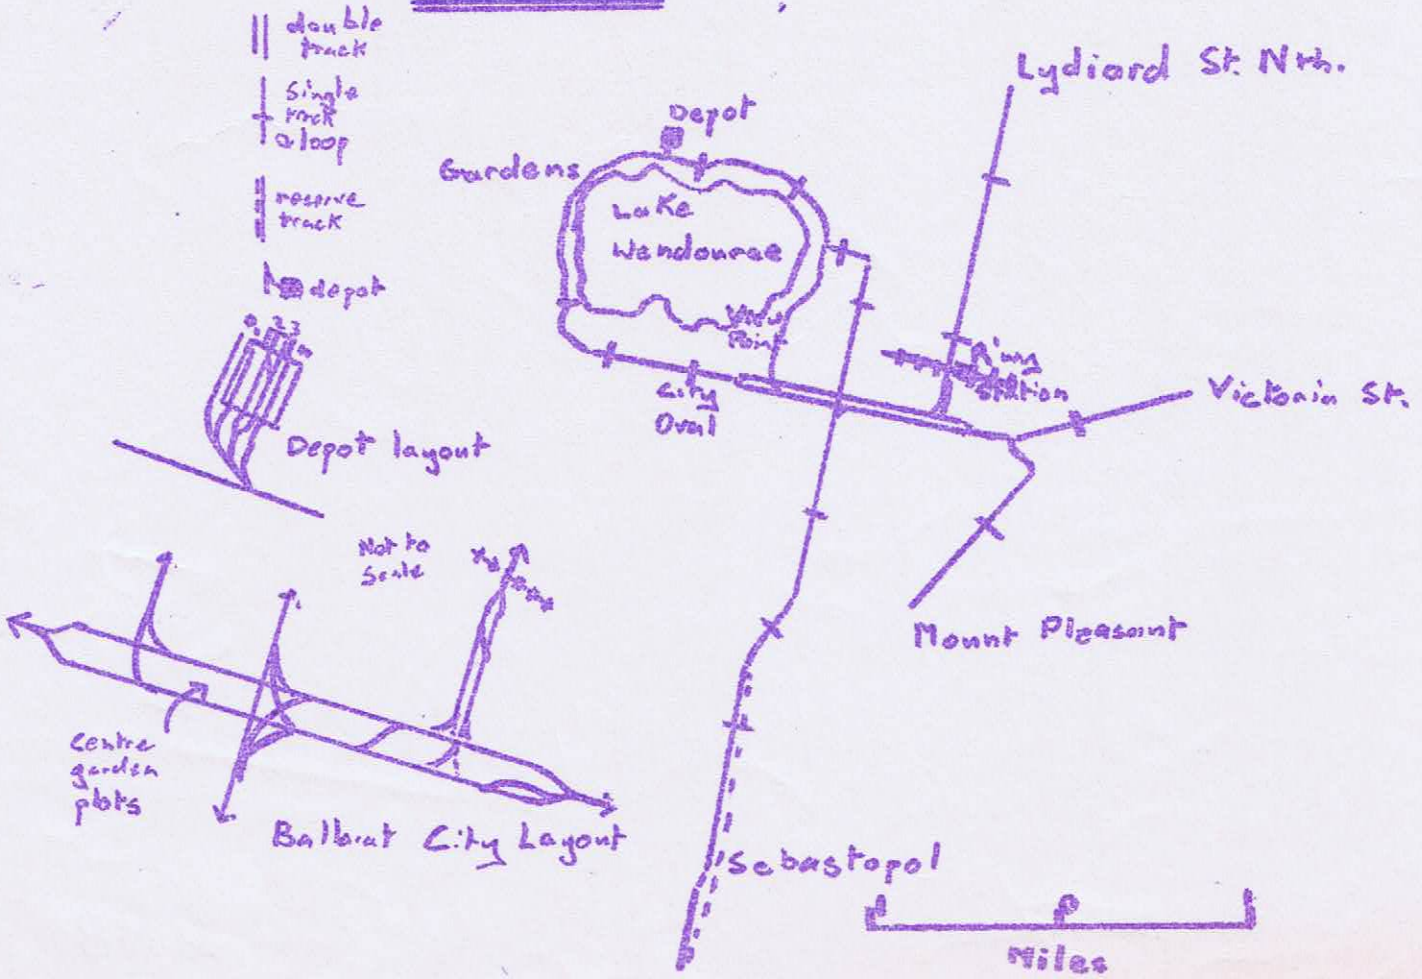 double
track
single
track
& loop
reserve
track
depot
Depot layout
Lydiard St. Nth.
Depot
Gardens
Lake
Wendouree
View
Point
City
Oval
R'way
Station
Victoria St.
Mount Pleasant
Not to
Scale
Centre
garden
plots
Ballarat City Layout
Sebastopol
Miles